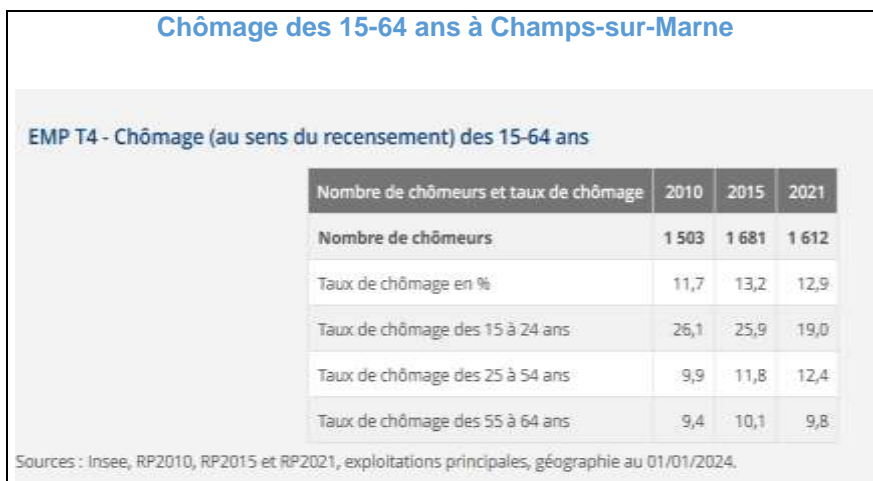 Chômage des 15-64 ans à Champs-sur-Marne
EMP T4 - Chômage (au sens du recensement) des 15-64 ans
Nombre de chômeurs et taux de chômage 2010 2015 2021
Nombre de chômeurs 1 503 1 681 1 612
Taux de chômage en % 11,7 13,2 12,9
Taux de chômage des 15 à 24 ans 26,1 25,9 19,0
Taux de chômage des 25 à 54 ans 9,9 11,8 12,4
Taux de chômage des 55 à 64 ans 9,4 10,1 9,8
Sources : Insee, RP2010, RP2015 et RP2021, exploitations principales, géographie au 01/01/2024.